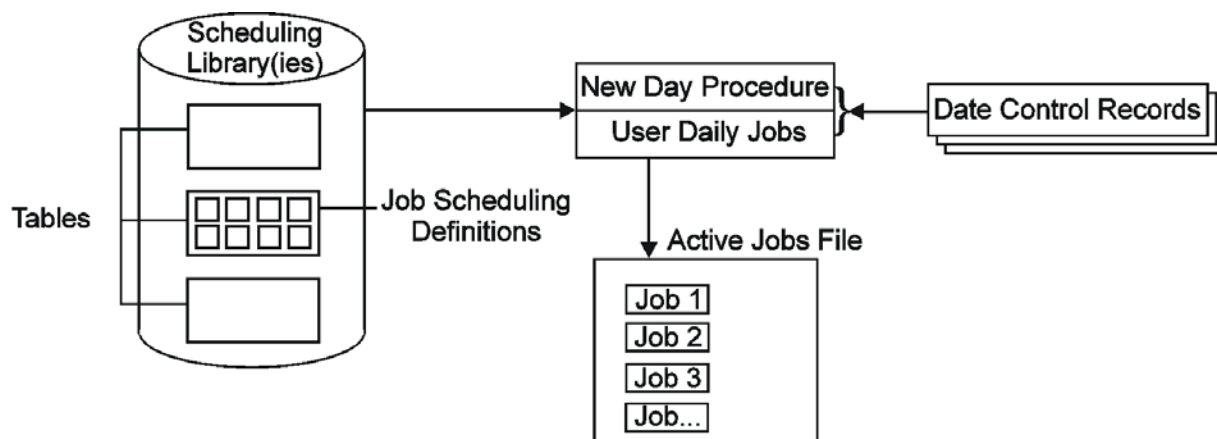 Scheduling
Library(ies)
New Day Procedure
User Daily Jobs
Date Control Records
Tables
Job Scheduling
Definitions
Active Jobs File
Job 1
Job 2
Job 3
Job...